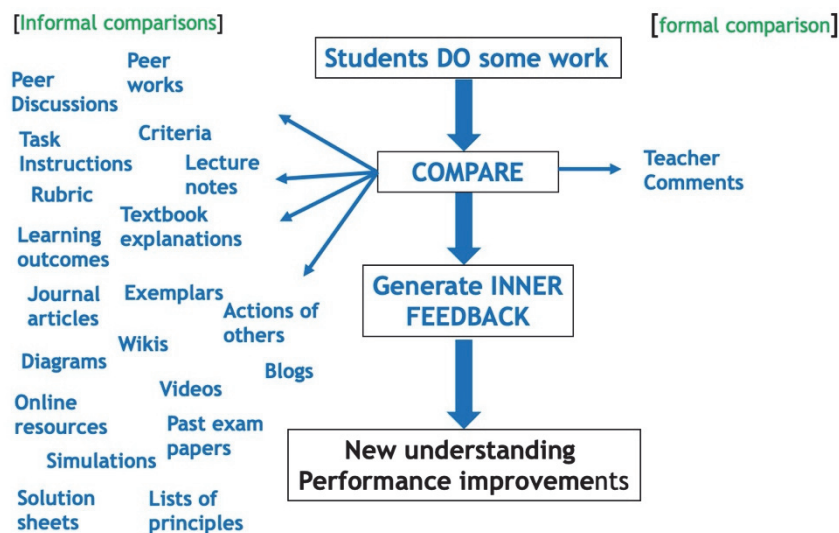 [Informal comparisons]
[formal comparison]
Students DO some work
Peer
works
Peer
Discussions
Criteria
Task
Instructions
Lecture
notes
Rubric
Textbook
explanations
Learning
outcomes
Journal
articles
Exemplars
Actions of
others
Wikis
Diagrams
Blogs
Videos
Online
resources
Past exam
papers
Simulations
Solution
sheets
Lists of
principles
COMPARE
Teacher
Comments
Generate INNER
FEEDBACK
New understanding
Performance improvements